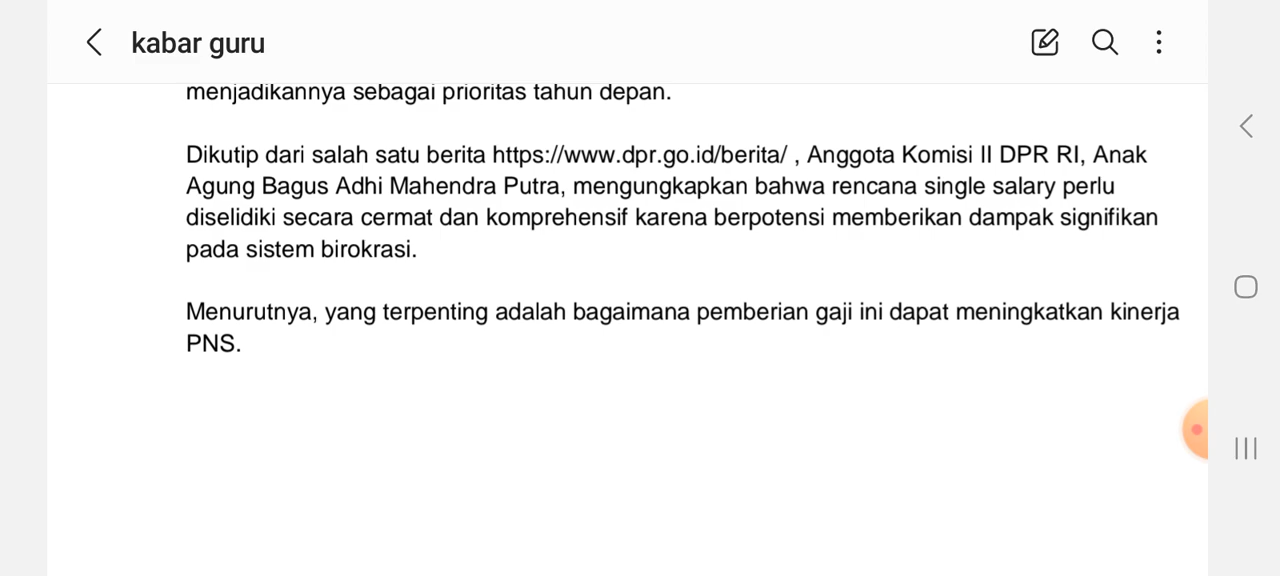 kabar guru
menjadikannya sebagai prioritas tahun depan.
Dikutip dari salah satu berita https://www.dpr.go.id/berita/ , Anggota Komisi II DPR RI, Anak
Agung Bagus Adhi Mahendra Putra, mengungkapkan bahwa rencana single salary perlu
diselidiki secara cermat dan komprehensif karena berpotensi memberikan dampak signifikan
pada sistem birokrasi.
Menurutnya, yang terpenting adalah bagaimana pemberian gaji ini dapat meningkatkan kinerja
PNS.